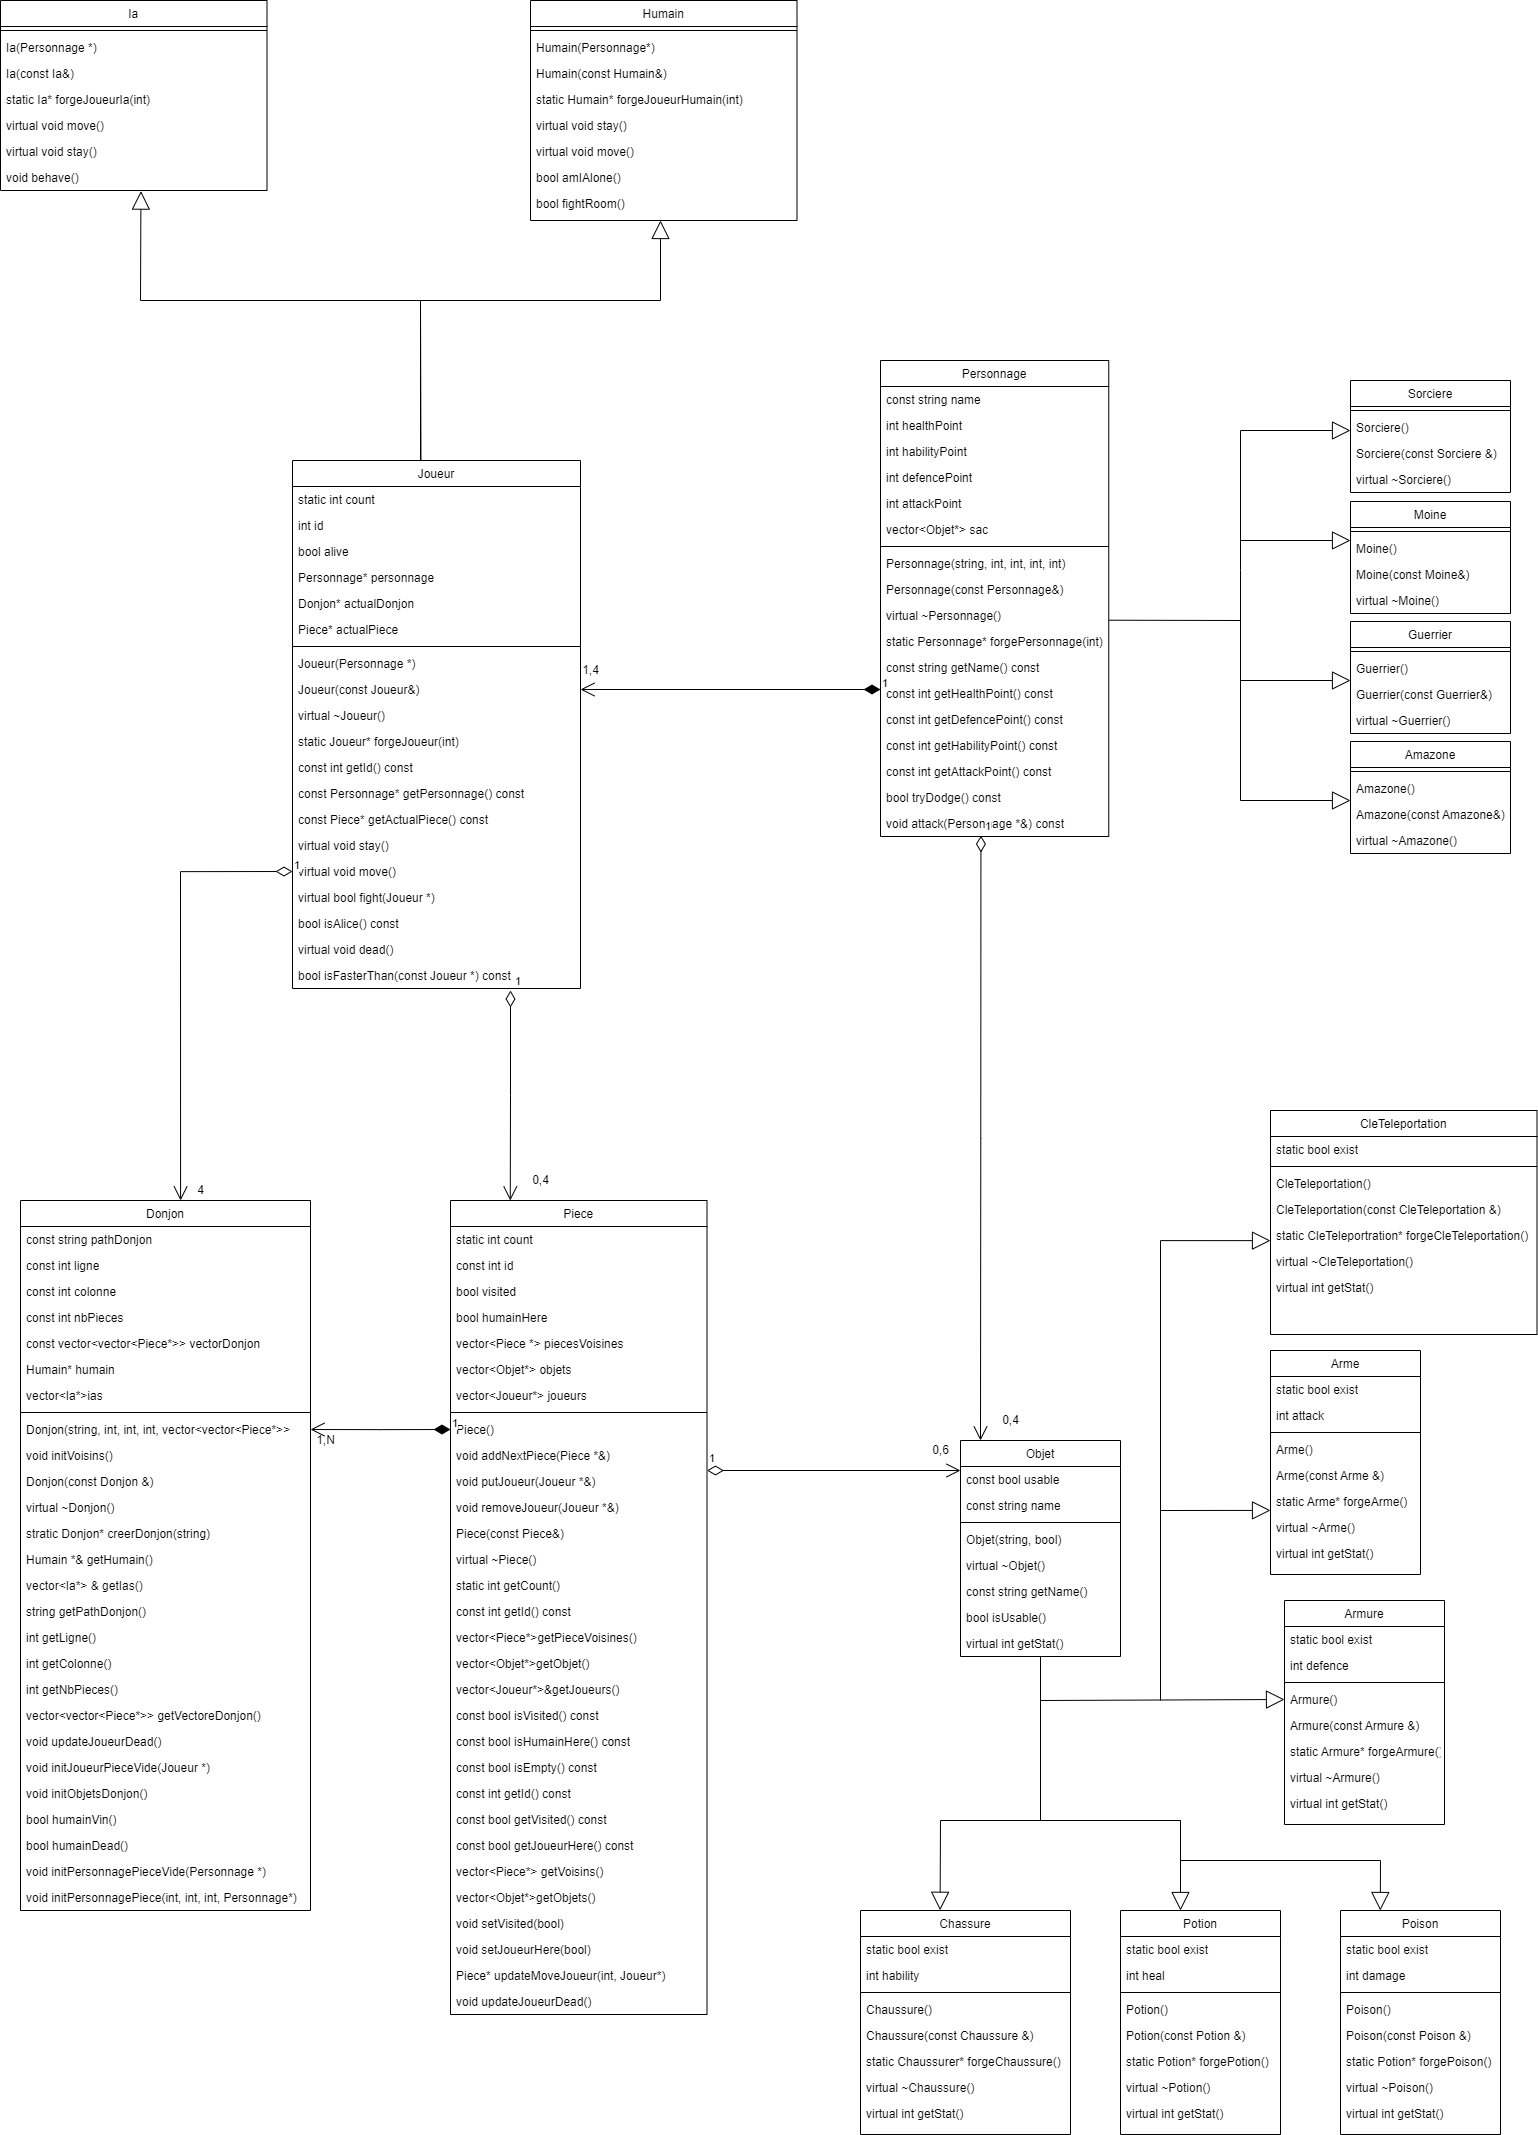 Ia
Ia(Personnage *)
Ia(const Ia&)
static Ia* forgeJoueurIa(int)
virtual void move()
virtual void stay()
void behave()
Humain
Humain(Personnage*)
Humain(const Humain&)
static Humain* forgeJoueurHumain(int)
virtual void stay()
virtual void move()
bool amIAlone()
bool fightRoom()
Joueur
static int count
int id
bool alive
Personnage* personnage
Donjon* actualDonjon
Piece* actualPiece
Joueur(Personnage *)
Joueur(const Joueur&)
virtual ~Joueur()
static Joueur* forgeJoueur(int)
const int getId() const
const Personnage* getPersonnage() const
const Piece* getActualPiece() const
virtual void stay()
virtual void move()
virtual bool fight(Joueur *)
bool isAlice() const
virtual void dead()
bool isFasterThan(const Joueur *) const
1
1
1,4
1
Personnage
const string name
int healthPoint
int habilityPoint
int defencePoint
int attackPoint
vector<Objet*> sac
Personnage(string, int, int, int, int)
Personnage(const Personnage&)
virtual ~Personnage()
static Personnage* forgePersonnage(int)
const string getName() const
const int getHealthPoint() const
const int getDefencePoint() const
const int getHabilityPoint() const
const int getAttackPoint() const
bool tryDodge() const
void attack(Personnage *&) const
1
Sorciere
Sorciere()
Sorciere(const Sorciere &)
virtual ~Sorciere()
Moine
Moine()
Moine(const Moine&)
virtual ~Moine()
Guerrier
Guerrier()
Guerrier(const Guerrier&)
virtual ~Guerrier()
Amazone
Amazone()
Amazone(const Amazone&)
virtual ~Amazone()
4
Donjon
const string pathDonjon
const int ligne
const int colonne
const int nbPieces
const vector<vector<Piece*>> vectorDonjon
Humain* humain
vector<Ia*>ias
Donjon(string, int, int, int, vector<vector<Piece*>>
void initVoisins()
Donjon(const Donjon &)
virtual ~Donjon()
stratic Donjon* creerDonjon(string)
Humain *& getHumain()
vector<Ia*> & getIas()
string getPathDonjon()
int getLigne()
int getColonne()
int getNbPieces()
vector<vector<Piece*>> getVectoreDonjon()
void updateJoueurDead()
void initJoueurPieceVide(Joueur *)
void initObjetsDonjon()
bool humainVin()
bool humainDead()
void initPersonnagePieceVide(Personnage *)
void initPersonnagePiece(int, int, int, Personnage*)
1,N
1
0,4
Piece
static int count
const int id
bool visited
bool humainHere
vector<Piece *> piecesVoisines
vector<Objet*> objets
vector<Joueur*> joueurs
Piece()
void addNextPiece(Piece *&)
void putJoueur(Joueur *&)
void removeJoueur(Joueur *&)
Piece(const Piece&)
virtual ~Piece()
static int getCount()
const int getId() const
vector<Piece*>getPieceVoisines()
vector<Objet*>getObjet()
vector<Joueur*>&getJoueurs()
const bool isVisited() const
const bool isHumainHere() const
const bool isEmpty() const
const int getId() const
const bool getVisited() const
const bool getJoueurHere() const
vector<Piece*> getVoisins()
vector<Objet*>getObjets()
void setVisited(bool)
void setJoueurHere(bool)
Piece* updateMoveJoueur(int, Joueur*)
void updateJoueurDead()
1
0,6
0,4
Objet
const bool usable
const string name
Objet(string, bool)
virtual ~Objet()
const string getName()
bool isUsable()
virtual int getStat()
CleTeleportation
static bool exist
CleTeleportation()
CleTeleportation(const CleTeleportation &)
static CleTeleportration* forgeCleTeleportation()
virtual ~CleTeleportation()
virtual int getStat()
Arme
static bool exist
int attack
Arme()
Arme(const Arme &)
static Arme* forgeArme()
virtual ~Arme()
virtual int getStat()
Armure
static bool exist
int defence
Armure()
Armure(const Armure &)
static Armure* forgeArmure()
virtual ~Armure()
virtual int getStat()
Chassure
static bool exist
int hability
Chaussure()
Chaussure(const Chaussure &)
static Chaussurer* forgeChaussure()
virtual ~Chaussure()
virtual int getStat()
Potion
static bool exist
int heal
Potion()
Potion(const Potion &)
static Potion* forgePotion()
virtual ~Potion()
virtual int getStat()
Poison
static bool exist
int damage
Poison()
Poison(const Poison &)
static Potion* forgePoison()
virtual ~Poison()
virtual int getStat()